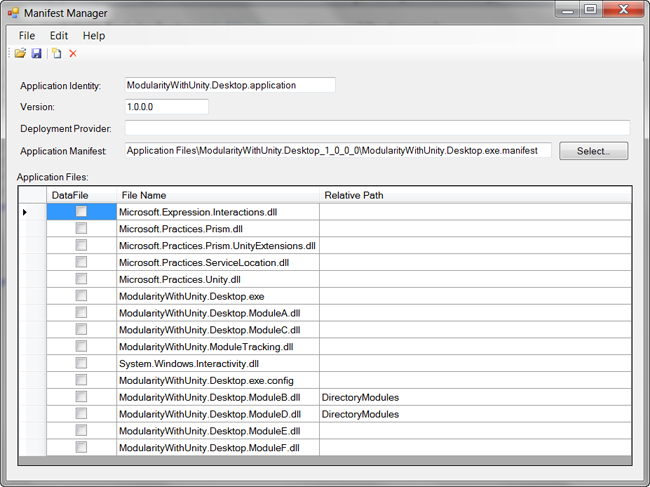 Manifest Manager
File Edit Help
Application Identity: ModularityWithUnity.Desktop.application
Version: 1.0.0.0
Deployment Provider:
Application Manifest: Application Files\ModularityWithUnity.Desktop_1_0_0_0\ModularityWithUnity.Desktop.exe.manifest Select..
Application Files:
DataFile File Name Relative Path
Microsoft.Expression.Interactions.dll
Microsoft.Practices.Prism.dll
Microsoft.Practices.Prism.UnityExtensions.dll
Microsoft.Practices.ServiceLocation.dll
Microsoft.Practices.Unity.dll
ModularityWithUnity.Desktop.exe
ModularityWithUnity.Desktop.ModuleA.dll
ModularityWithUnity.Desktop.ModuleC.dll
ModularityWithUnity.ModuleTracking.dll
System.Windows.Interactivity.dll
ModularityWithUnity.Desktop.exe.config
ModularityWithUnity.Desktop.ModuleB.dll DirectoryModules
ModularityWithUnity.Desktop.ModuleD.dll DirectoryModules
ModularityWithUnity.Desktop.ModuleE.dll
ModularityWithUnity.Desktop.ModuleF.dll